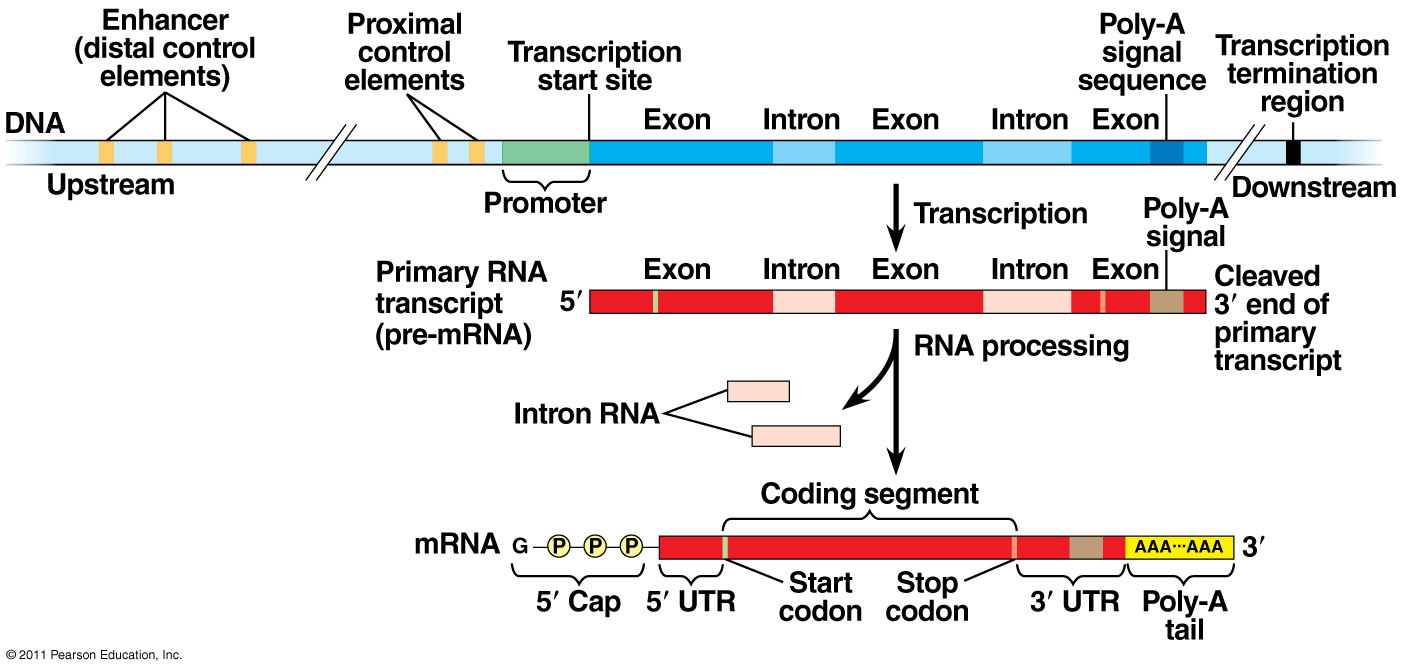 Enhancer
(distal control
elements)
Proximal
control
elements
Transcription
start site
Poly-A
signal
sequence
Transcription
termination
region
DNA
Exon
Intron
Exon
Intron
Exon
Upstream
Promoter
Downstream
Transcription
Poly-A
signal
Primary RNA
transcript
(pre-mRNA)
5′
Exon
Intron
Exon
Intron
Exon
Cleaved
3′ end of
primary
transcript
RNA processing
Intron RNA
Coding segment
mRNA
G P P P
AAA···AAA
3′
5′ Cap
5′ UTR
Start
codon
Stop
codon
3′ UTR
Poly-A
tail
© 2011 Pearson Education, Inc.